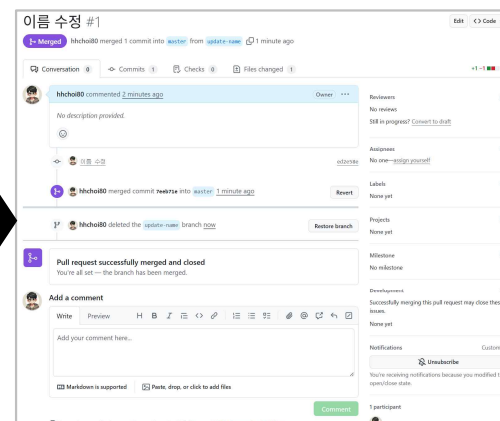 이름 수정 #1
Edit <> Code
Merged hhchoi80 merged 1 commit into master from update-name 1 minute ago
Conversation 0 Commits 1 Checks 0 Files changed 1
+1 −1
hhchoi80 commented 2 minutes ago Owner ...
No description provided.
이름 수정
hhchoi80 merged commit 7eeb71e into master 1 minute ago Revert
hhchoi80 deleted the update-name branch now Restore branch
Pull request successfully merged and closed
You're all set — the branch has been merged.
Add a comment
Write Preview H B I
Add your comment here...
Markdown is supported Paste, drop, or click to add files
Comment
Reviewers
No reviews
Still in progress? Convert to draft
Assignees
No one—assign yourself
Labels
None yet
Projects
None yet
Milestone
No milestone
Development
Successfully merging this pull request may close thes
issues.
None yet
Notifications Custom
Unsubscribe
You're receiving notifications because you modified t
open/close state.
1 participant